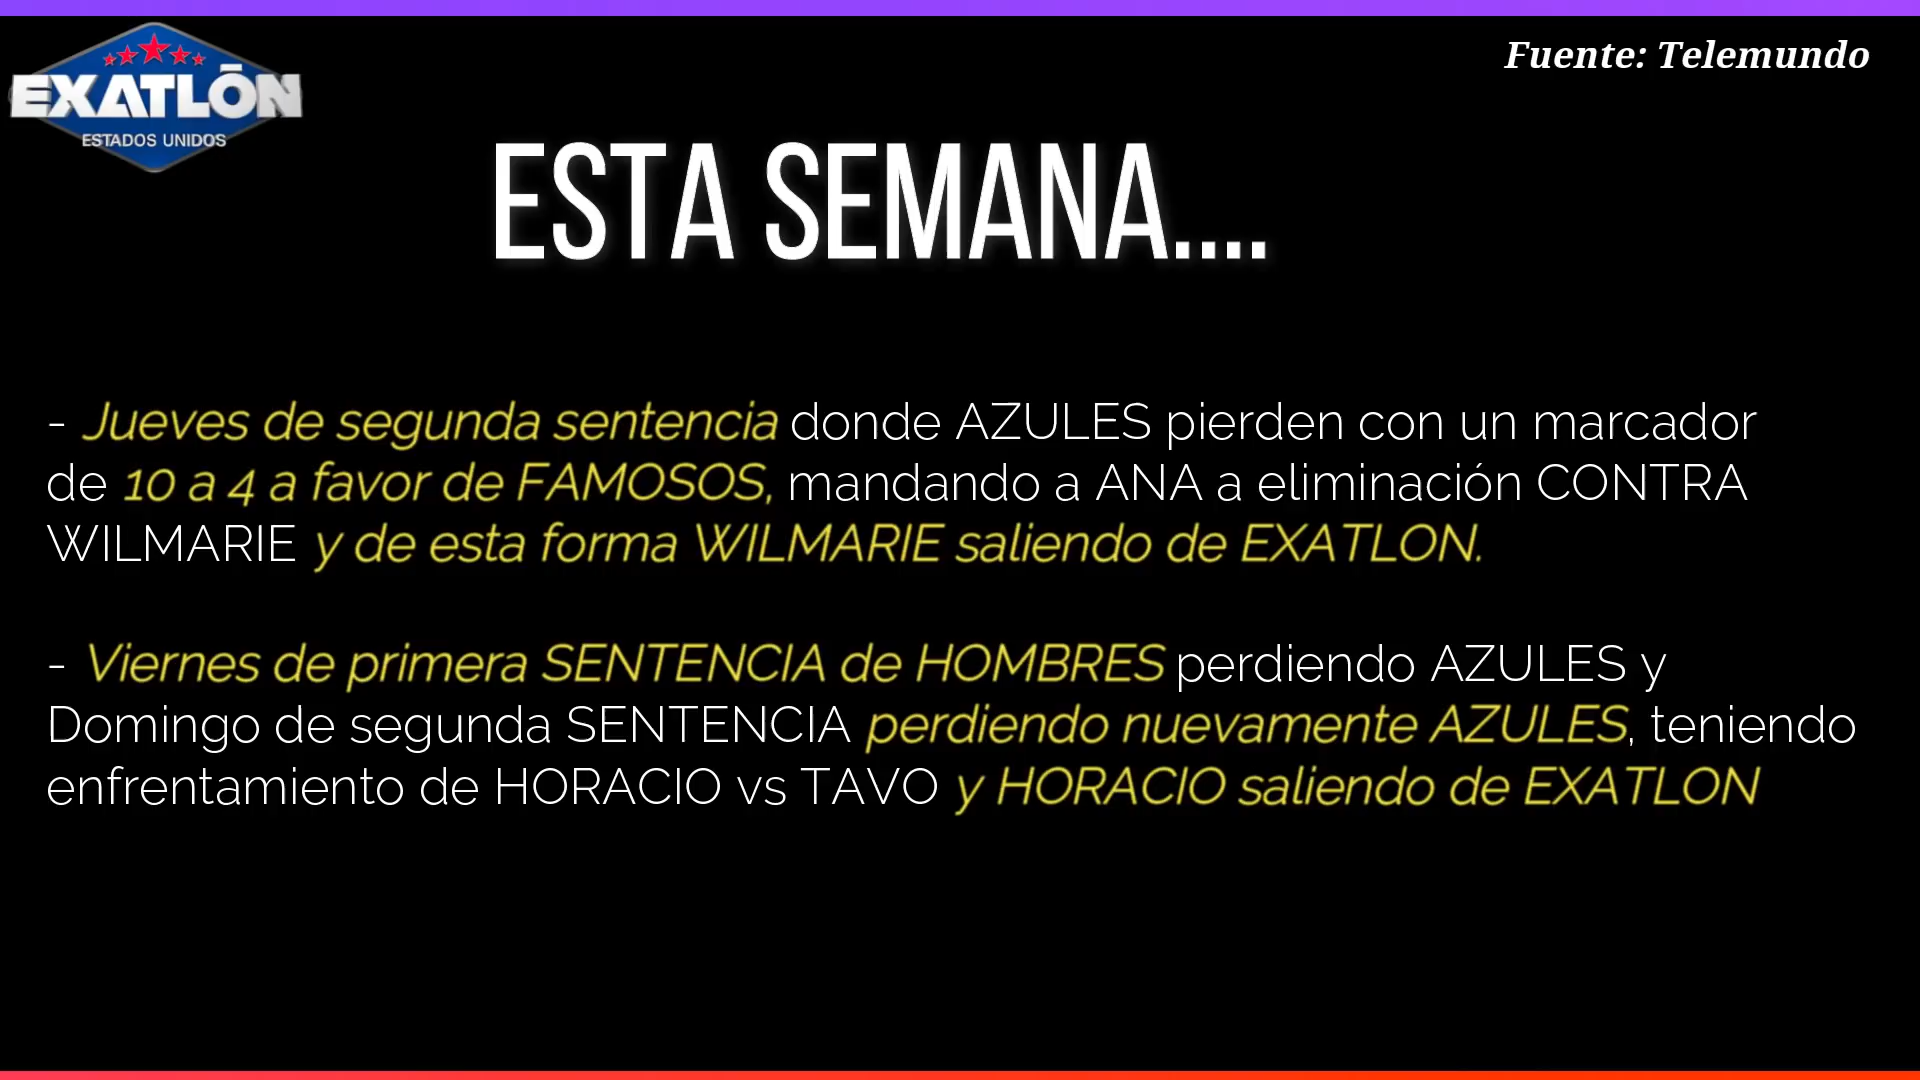 EXATLÓN
ESTADOS UNIDOS
Fuente: Telemundo
ESTA SEMANA....
- Jueves de segunda sentencia donde AZULES pierden con un marcador
de 10 a 4 a favor de FAMOSOS, mandando a ANA a eliminación CONTRA
WILMARIE y de esta forma WILMARIE saliendo de EXATLON.
- Viernes de primera SENTENCIA de HOMBRES perdiendo AZULES y
Domingo de segunda SENTENCIA perdiendo nuevamente AZULES, teniendo
enfrentamiento de HORACIO vs TAVO y HORACIO saliendo de EXATLON